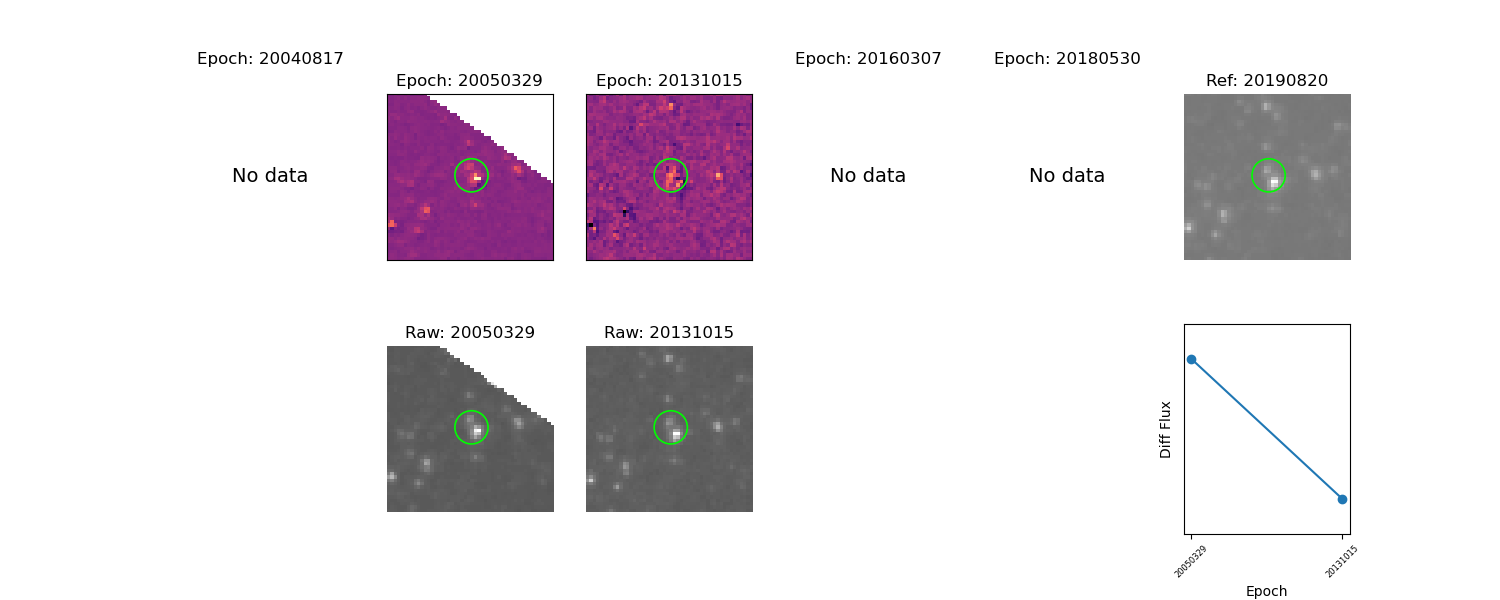 Epoch: 20040817
Epoch: 20050329
Epoch: 20131015
Epoch: 20160307
Epoch: 20180530
Ref: 20190820
No data
No data
No data
Raw: 20050329
Raw: 20131015
Diff Flux
20050329
20131015
Epoch